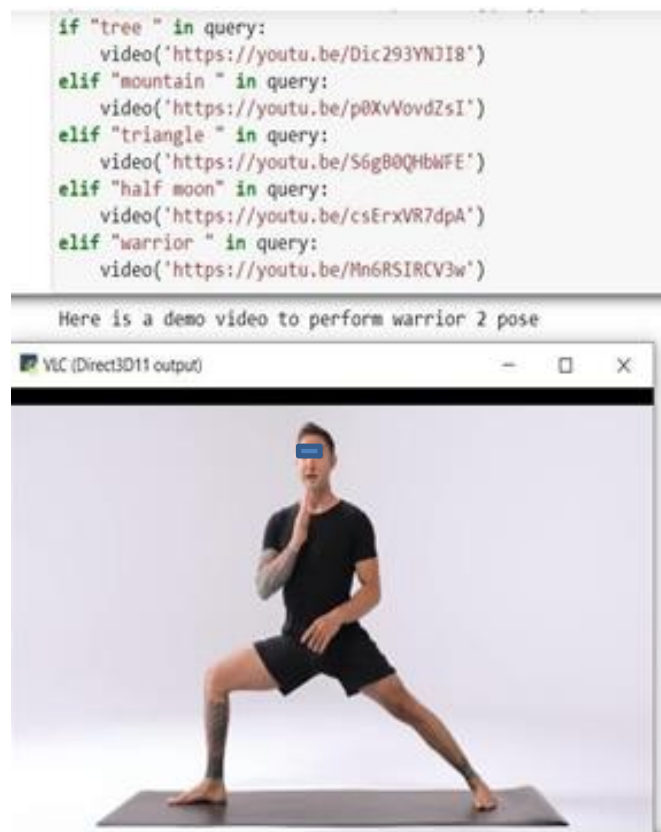 if "tree " in query:
video('https://youtu.be/Dic293YNJI8')
elif "mountain " in query:
video('https://youtu.be/p0XvVovdZsI')
elif "triangle " in query:
video('https://youtu.be/S6gB0QHbWFE')
elif "half moon" in query:
video('https://youtu.be/csErxVR7dpA')
elif "warrior " in query:
video('https://youtu.be/Mn6RSIRCV3w')
Here is a demo video to perform warrior 2 pose
VLC (Direct3D11 output)